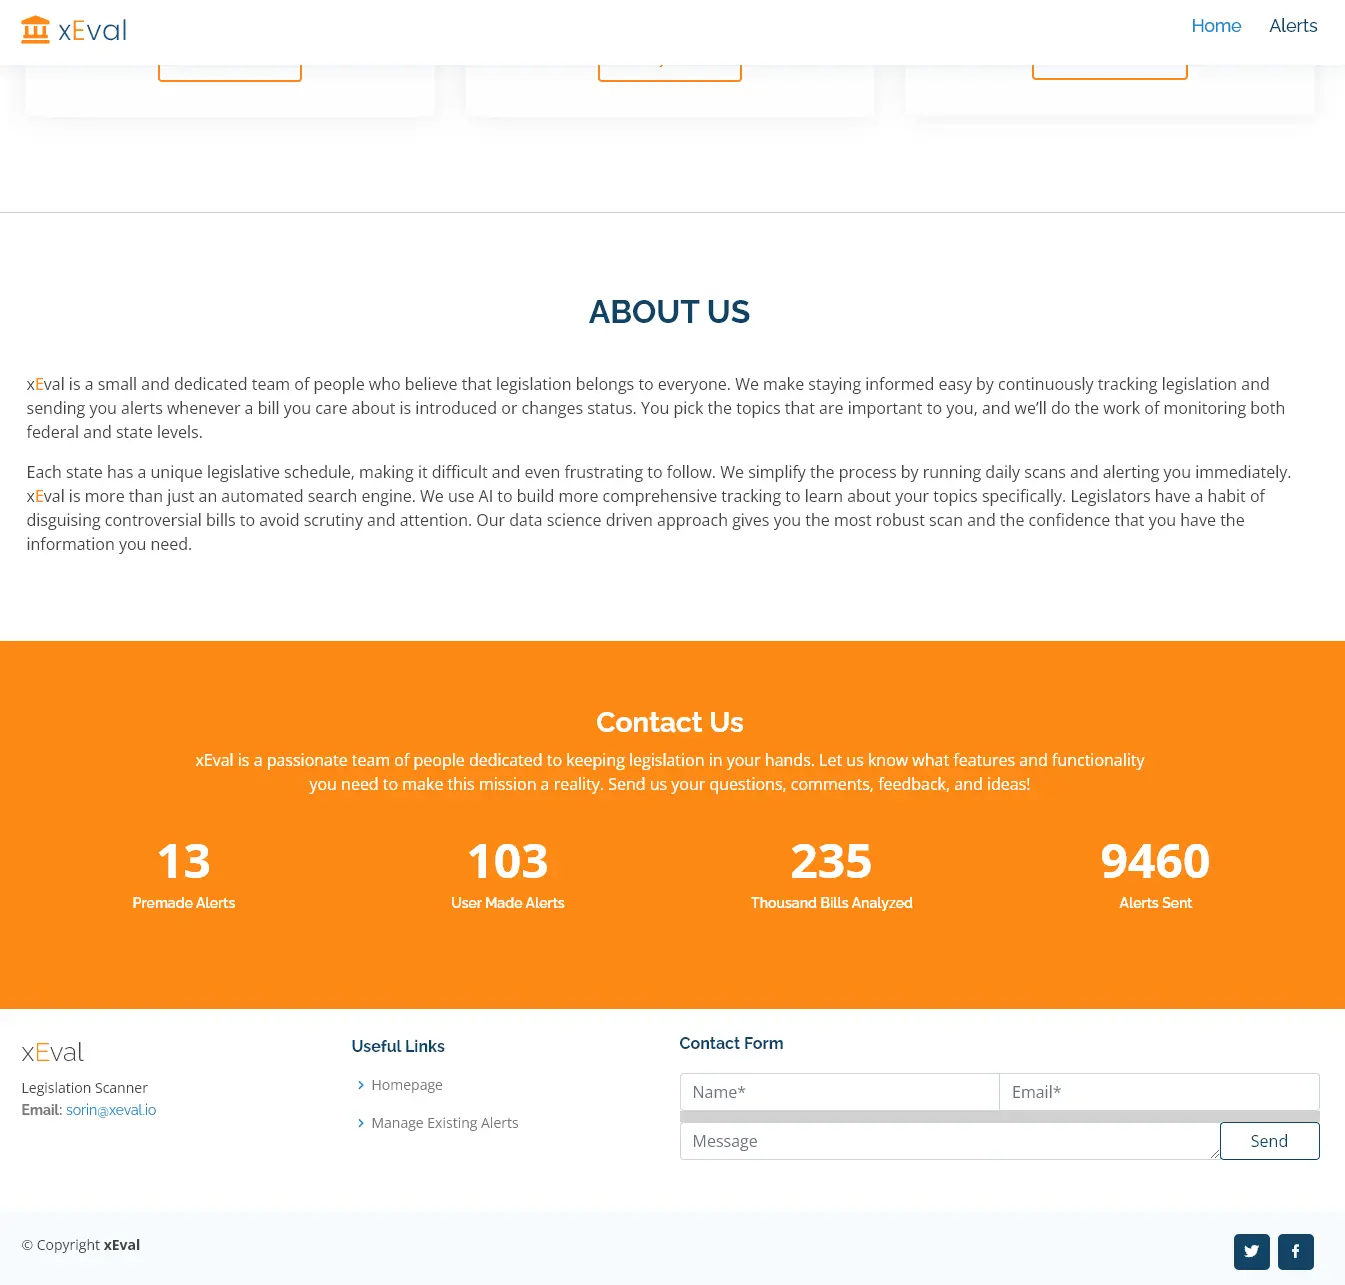 xEval
Home
Alerts
ABOUT US
xEval is a small and dedicated team of people who believe that legislation belongs to everyone. We make staying informed easy by continuously tracking legislation and
sending you alerts whenever a bill you care about is introduced or changes status. You pick the topics that are important to you, and we’ll do the work of monitoring both
federal and state levels.
Each state has a unique legislative schedule, making it difficult and even frustrating to follow. We simplify the process by running daily scans and alerting you immediately.
xEval is more than just an automated search engine. We use AI to build more comprehensive tracking to learn about your topics specifically. Legislators have a habit of
disguising controversial bills to avoid scrutiny and attention. Our data science driven approach gives you the most robust scan and the confidence that you have the
information you need.
Contact Us
xEval is a passionate team of people dedicated to keeping legislation in your hands. Let us know what features and functionality
you need to make this mission a reality. Send us your questions, comments, feedback, and ideas!
13
Premade Alerts
103
User Made Alerts
235
Thousand Bills Analyzed
9460
Alerts Sent
xEval
Legislation Scanner
Email: sorin@xeval.io
Useful Links
Homepage
Manage Existing Alerts
Contact Form
Name*
Email*
Message
Send
© Copyright xEval